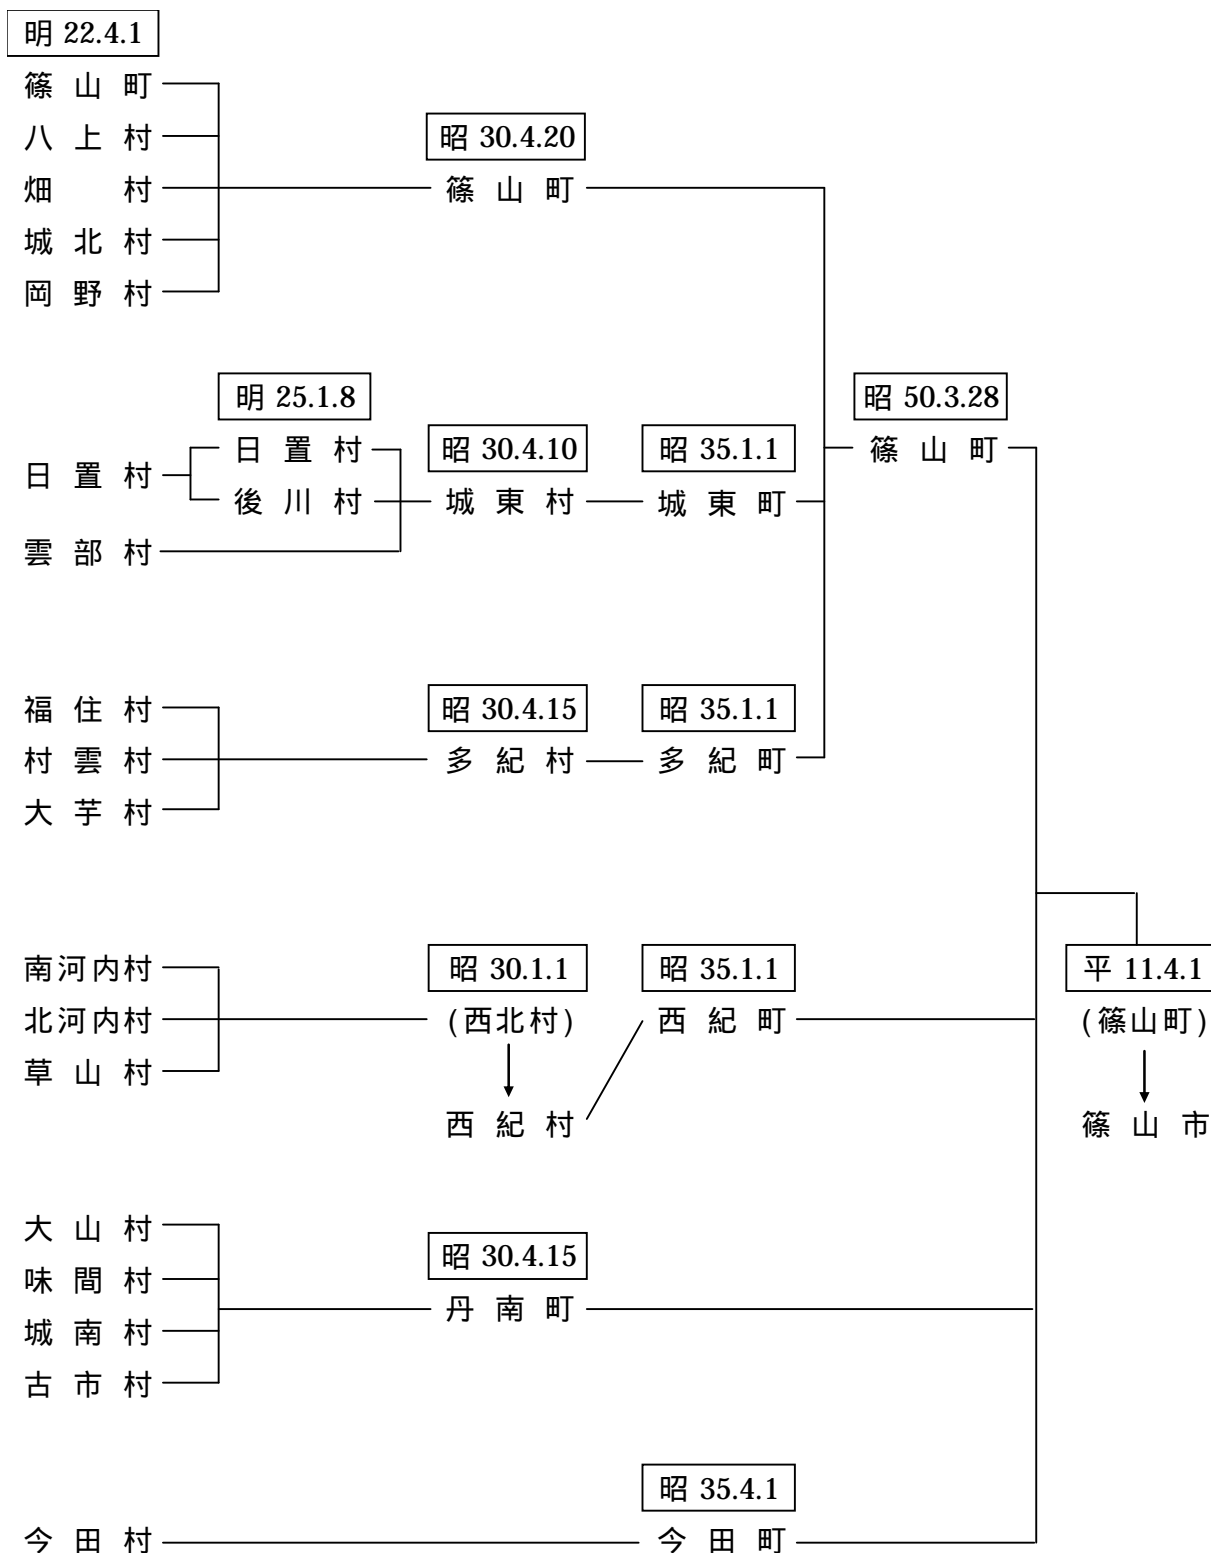 明 22.4.1
篠山町
八上村
畑村
城北村
岡野村
昭 30.4.20
篠山町
日置村
雲部村
明 25.1.8
日置村
後川村
昭 30.4.10
城東村
昭 35.1.1
城東町
昭 50.3.28
篠山町
福住村
村雲村
大芋村
昭 30.4.15
多紀村
昭 35.1.1
多紀町
南河内村
北河内村
草山村
昭 30.1.1
(西北村)
西紀村
昭 35.1.1
西紀町
平 11.4.1
(篠山町)
篠山市
大山村
味間村
城南村
古市村
昭 30.4.15
丹南町
今田村
昭 35.4.1
今田町